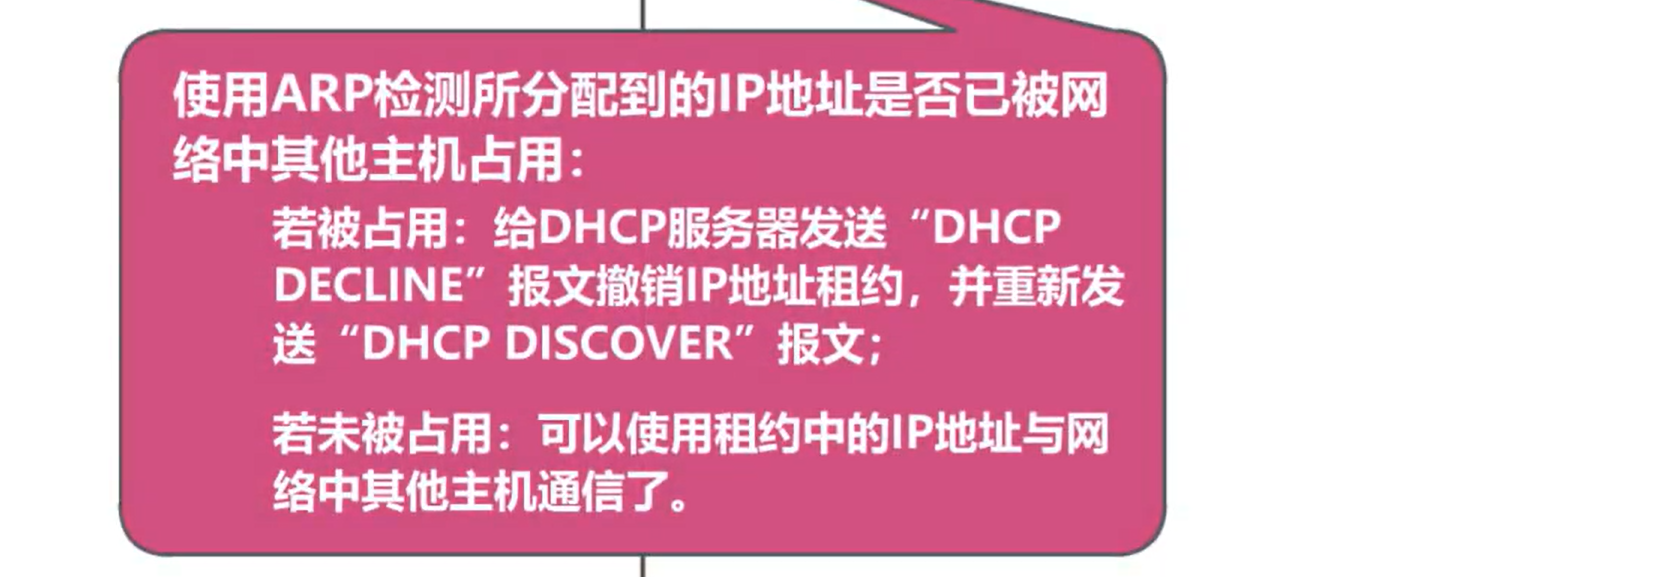 使用ARP检测所分配到的IP地址是否已被网
络中其他主机占用：
若被占用：给DHCP服务器发送“DHCP
DECLINE”报文撤销IP地址租约，并重新发
送“DHCP DISCOVER”报文；
若未被占用：可以使用租约中的IP地址与网
络中其他主机通信了。